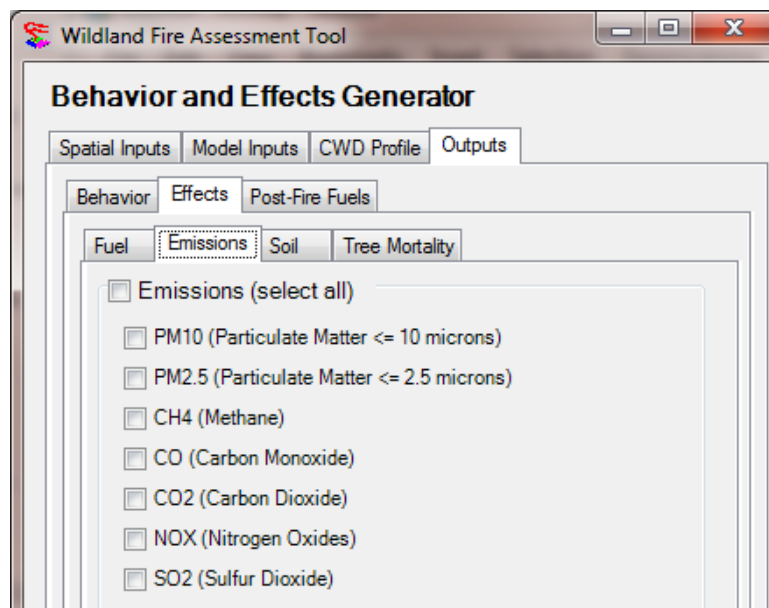 Wildland Fire Assessment Tool
Behavior and Effects Generator
Spatial Inputs Model Inputs CWD Profile Outputs
Behavior Effects Post-Fire Fuels
Fuel Emissions Soil Tree Mortality
Emissions (select all)
PM10 (Particulate Matter <= 10 microns)
PM2.5 (Particulate Matter <= 2.5 microns)
CH4 (Methane)
CO (Carbon Monoxide)
CO2 (Carbon Dioxide)
NOX (Nitrogen Oxides)
SO2 (Sulfur Dioxide)